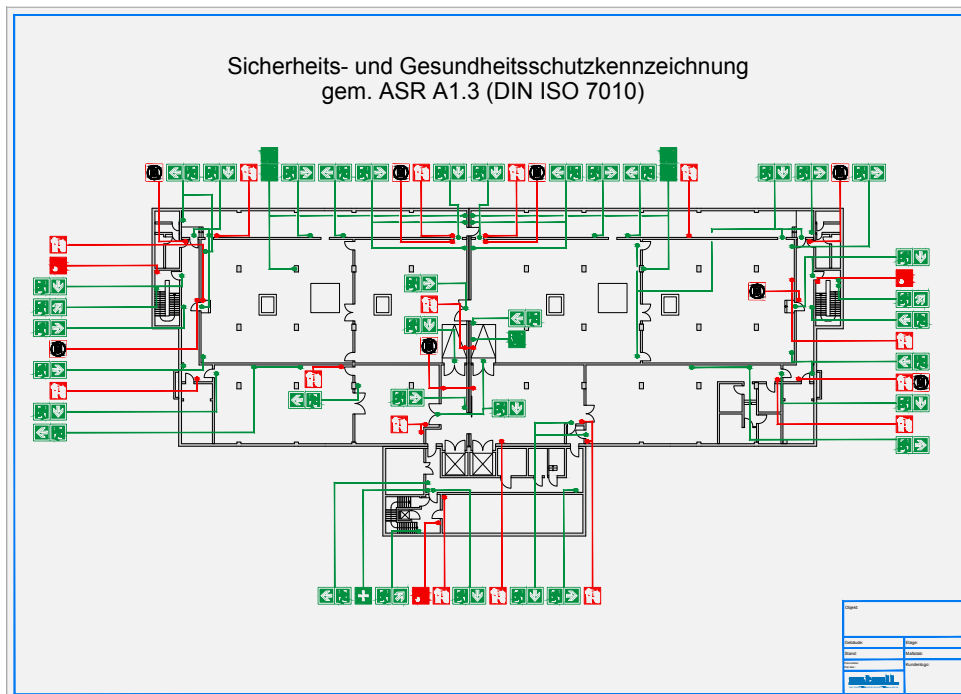 Sicherheits- und Gesundheitsschutzkennzeichnung
gem. ASR A1.3 (DIN ISO 7010)
Objekt:
Gebäude:
Etage:
Stand:
Maßstab:
Kundenlogo: